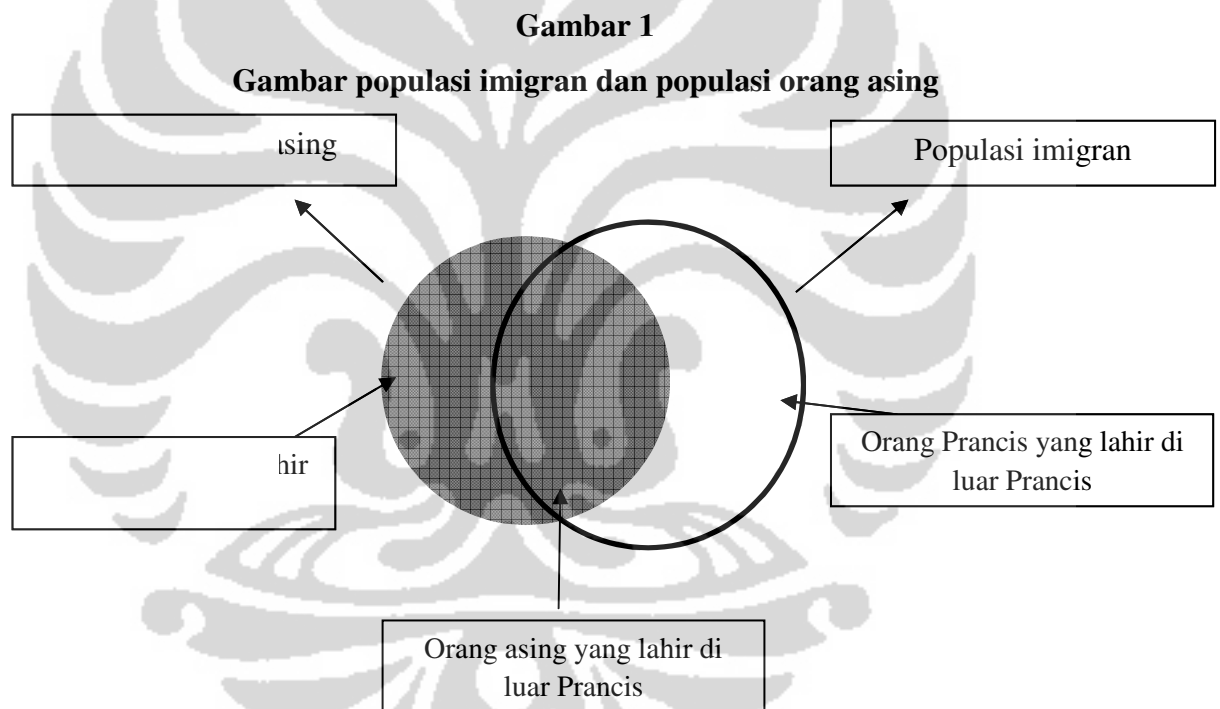 Gambar 1
Gambar populasi imigran dan populasi orang asing
Populasi imigran
Orang Prancis yang lahir di
luar Prancis
Orang asing yang lahir di
luar Prancis